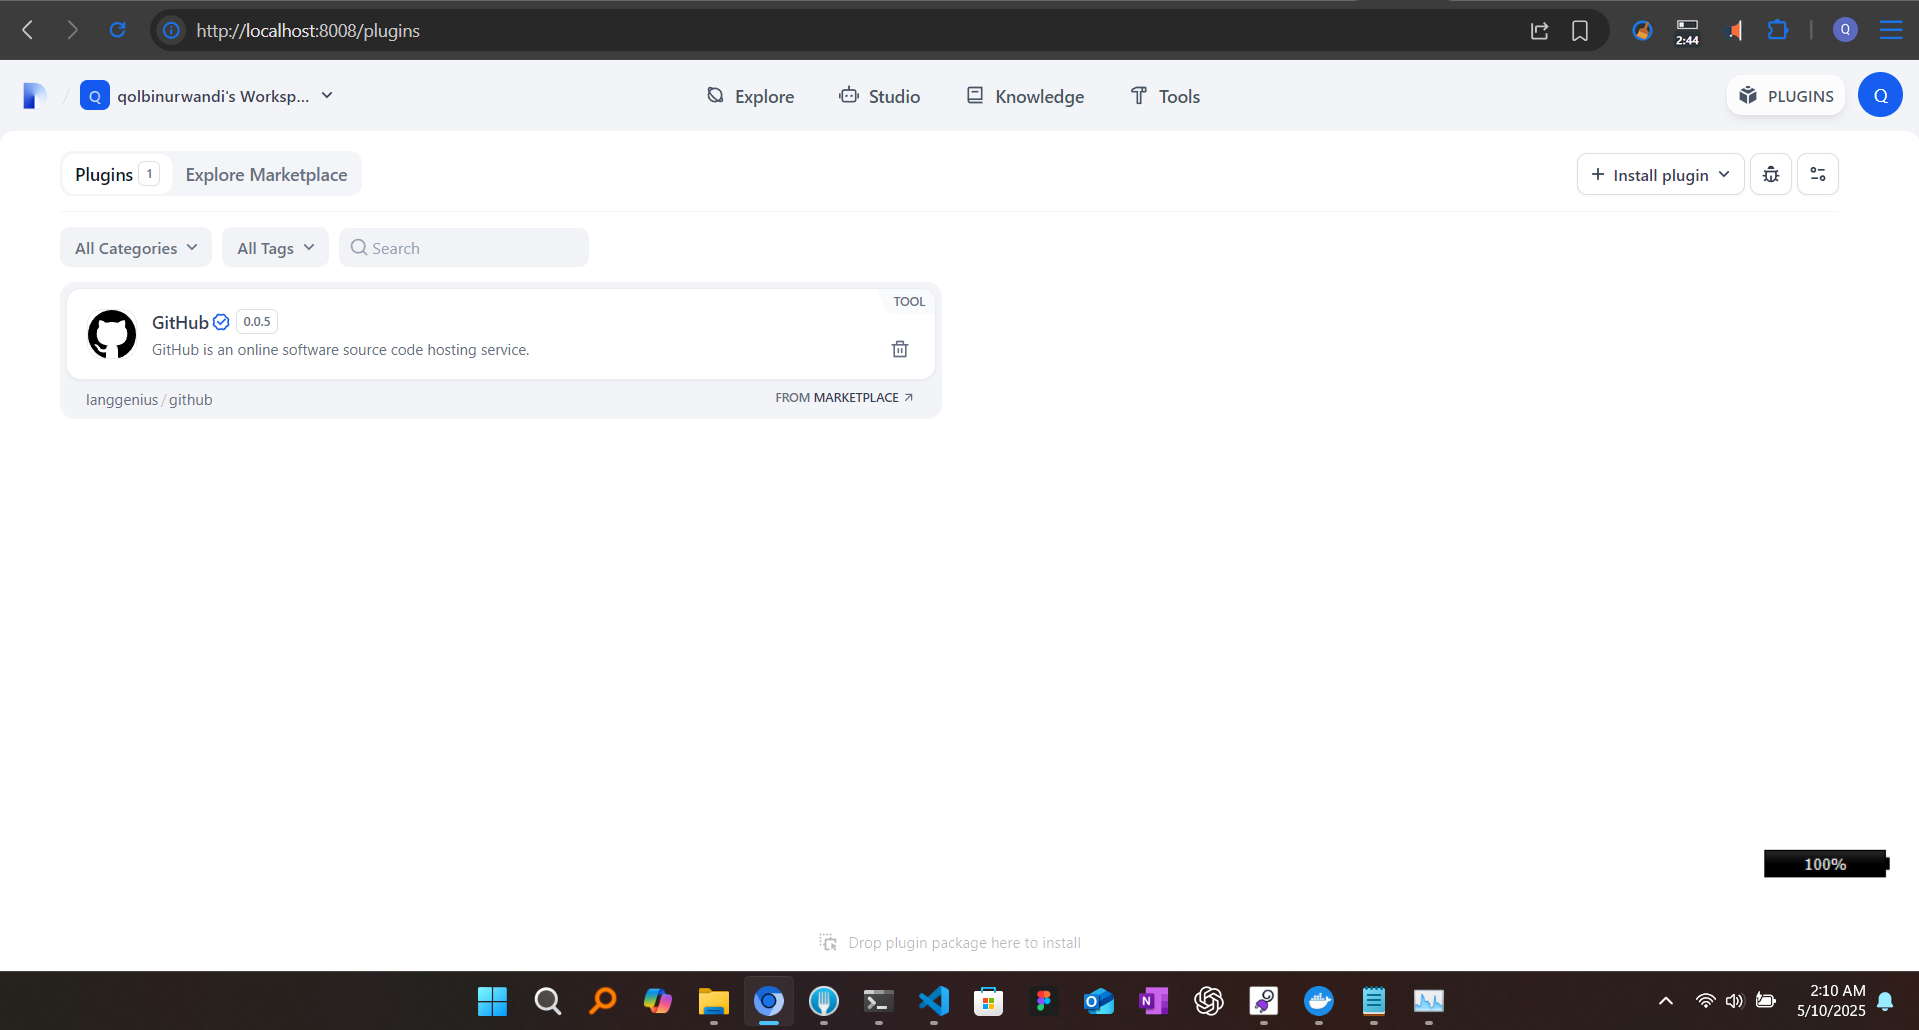 http://localhost:8008/plugins
2:44
Q
Q
qolbinurwandi's Worksp...
Explore
Studio
Knowledge
Tools
PLUGINS
Q
Plugins 1
Explore Marketplace
Install plugin
All Categories
All Tags
Search
TOOL
GitHub 0.0.5
GitHub is an online software source code hosting service.
langgenius / github
FROM MARKETPLACE
100%
Drop plugin package here to install
2:10 AM
5/10/2025